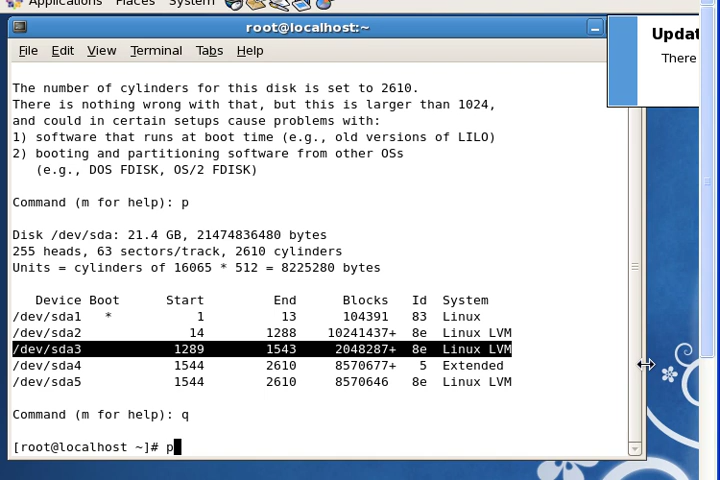 Applications Places System
root@localhost:~
Updat
File Edit View Terminal Tabs Help
There
The number of cylinders for this disk is set to 2610.
There is nothing wrong with that, but this is larger than 1024,
and could in certain setups cause problems with:
1) software that runs at boot time (e.g., old versions of LILO)
2) booting and partitioning software from other OSs
(e.g., DOS FDISK, OS/2 FDISK)
Command (m for help): p
Disk /dev/sda: 21.4 GB, 21474836480 bytes
255 heads, 63 sectors/track, 2610 cylinders
Units = cylinders of 16065 * 512 = 8225280 bytes
Device Boot Start End Blocks Id System
/dev/sda1 * 1 13 104391 83 Linux
/dev/sda2 14 1288 10241437+ 8e Linux LVM
/dev/sda3 1289 1543 2048287+ 8e Linux LVM
/dev/sda4 1544 2610 8570677+ 5 Extended
/dev/sda5 1544 2610 8570646 8e Linux LVM
Command (m for help): q
[root@localhost ~]# p